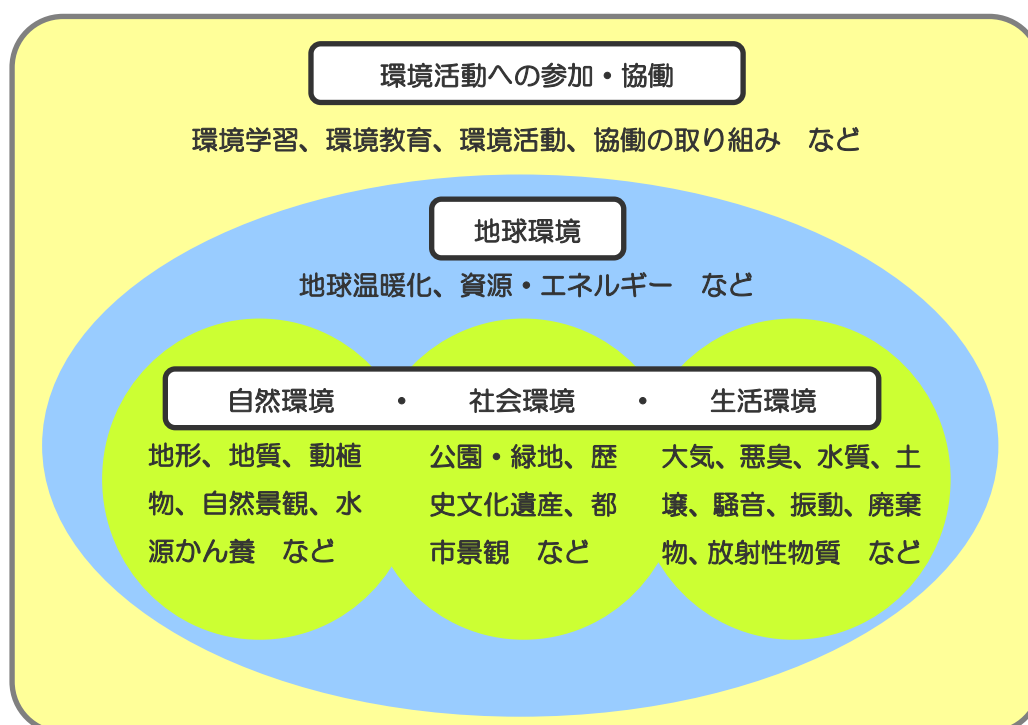 環境活動への参加・協働
環境学習、環境教育、環境活動、協働の取り組み　など
地球環境
地球温暖化、資源・エネルギー　など
自然環境　・　社会環境　・　生活環境
地形、地質、動植
物、自然景観、水
源かん養　など
公園・緑地、歴
史文化遺産、都
市景観　など
大気、悪臭、水質、土
壌、騒音、振動、廃棄
物、放射性物質　など